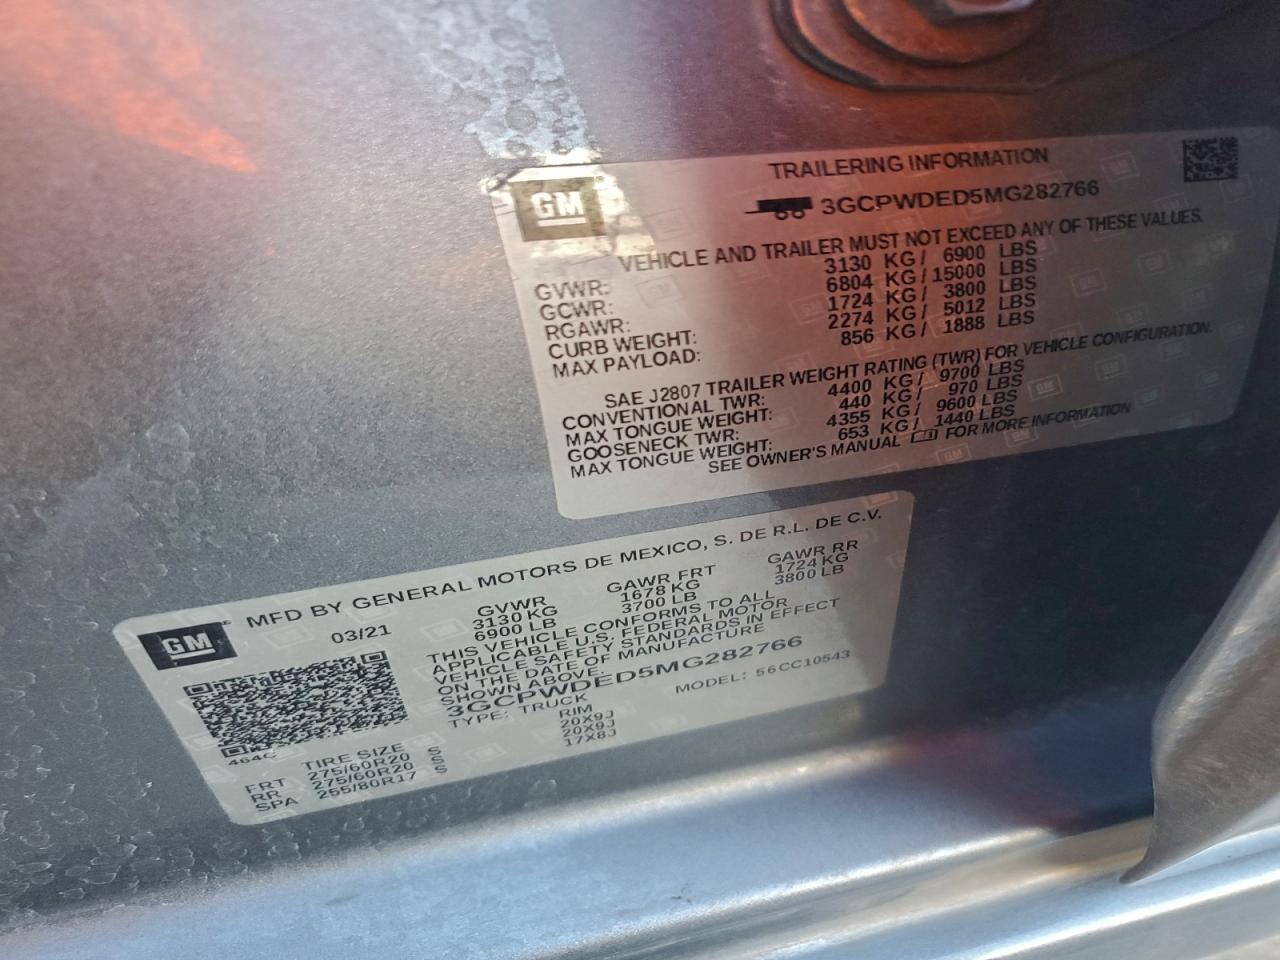 TRAILERING INFORMATION
GM
3GCPWDED5MG282766
VEHICLE AND TRAILER MUST NOT EXCEED ANY OF THESE VALUES.
GVWR: 3130 KG / 6900 LBS
GCWR: 6804 KG / 15000 LBS
RGAWR: 1724 KG / 3800 LBS
CURB WEIGHT: 2274 KG / 5012 LBS
MAX PAYLOAD: 856 KG / 1888 LBS
SAE J2807 TRAILER WEIGHT RATING (TWR) FOR VEHICLE CONFIGURATION.
CONVENTIONAL TWR: 4400 KG / 9700 LBS
MAX TONGUE WEIGHT: 440 KG / 970 LBS
GOOSENECK TWR: 4355 KG / 9600 LBS
MAX TONGUE WEIGHT: 653 KG / 1440 LBS
SEE OWNER'S MANUAL FOR MORE INFORMATION
GM
MFD BY GENERAL MOTORS DE MEXICO, S. DE R.L. DE C.V.
03/21
GVWR GAWR FRT GAWR RR
3130 KG 1678 KG 1724 KG
6900 LB 3700 LB 3800 LB
THIS VEHICLE CONFORMS TO ALL
APPLICABLE U.S. FEDERAL MOTOR
VEHICLE SAFETY STANDARDS IN EFFECT
ON THE DATE OF MANUFACTURE
SHOWN ABOVE.
3GCPWDED5MG282766
TYPE: TRUCK MODEL: 56CC10543
464C
TIRE SIZE RIM
FRT 275/60R20 S 20X9J
RR 275/60R20 S 20X9J
SPA 255/80R17 S 17X8J